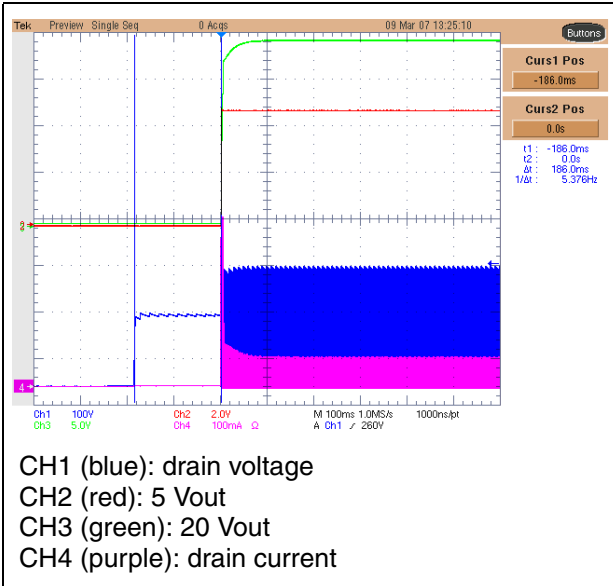 Tek Preview Single Seq 0 Acqs 09 Mar 07 13:25:10
Buttons
Curs1 Pos
-186.0ms
Curs2 Pos
0.0s
t1: -186.0ms
t2: 0.0s
Δt: 186.0ms
1/Δt: 5.376Hz
2
4
Ch1 100V Ch2 2.0V M 100ms 1.0MS/s 1000ns/pt
Ch3 5.0V Ch4 100mA Ω A Ch1 ∕ 260V
CH1 (blue): drain voltage
CH2 (red): 5 Vout
CH3 (green): 20 Vout
CH4 (purple): drain current